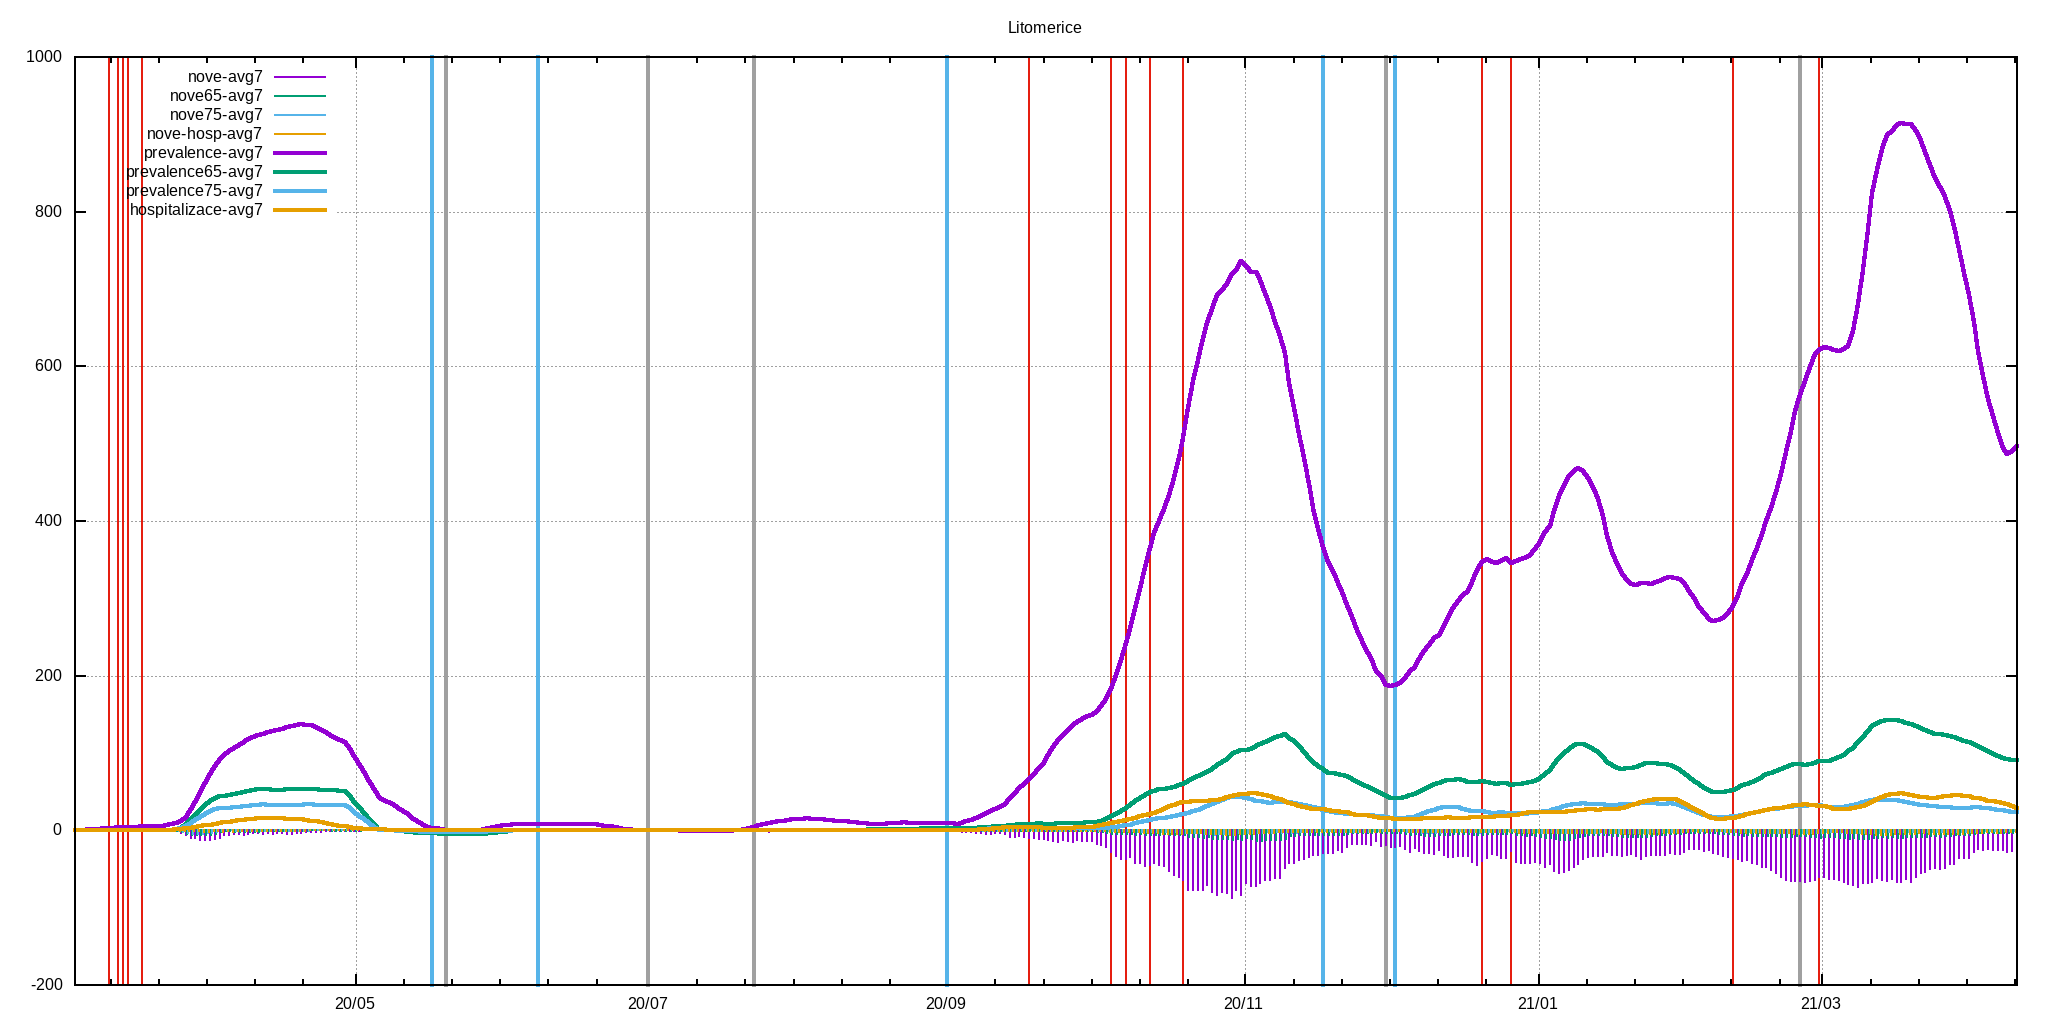 Litomerice
1000
800
600
400
200
0
-200
nove-avg7
nove65-avg7
nove75-avg7
nove-hosp-avg7
prevalence-avg7
prevalence65-avg7
prevalence75-avg7
hospitalizace-avg7
20/05 20/07 20/09 20/11 21/01 21/03